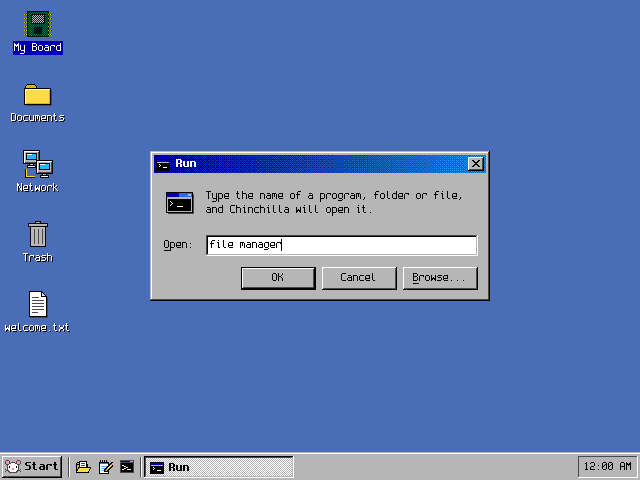 My Board
Documents
Network
Trash
welcome.txt
Run
Type the name of a program, folder or file,
and Chinchilla will open it.
Open:
file manager
OK
Cancel
Browse...
Start
Run
12:00 AM